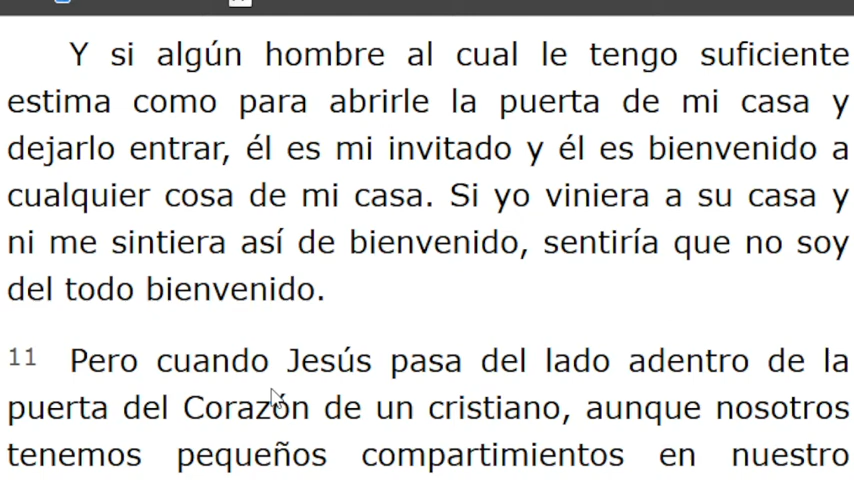 Y si algún hombre al cual le tengo suficiente
estima como para abrirle la puerta de mi casa y
dejarlo entrar, él es mi invitado y él es bienvenido a
cualquier cosa de mi casa. Si yo viniera a su casa y
ni me sintiera así de bienvenido, sentiría que no soy
del todo bienvenido.
11 Pero cuando Jesús pasa del lado adentro de la
puerta del Corazón de un cristiano, aunque nosotros
tenemos pequeños compartimientos en nuestro